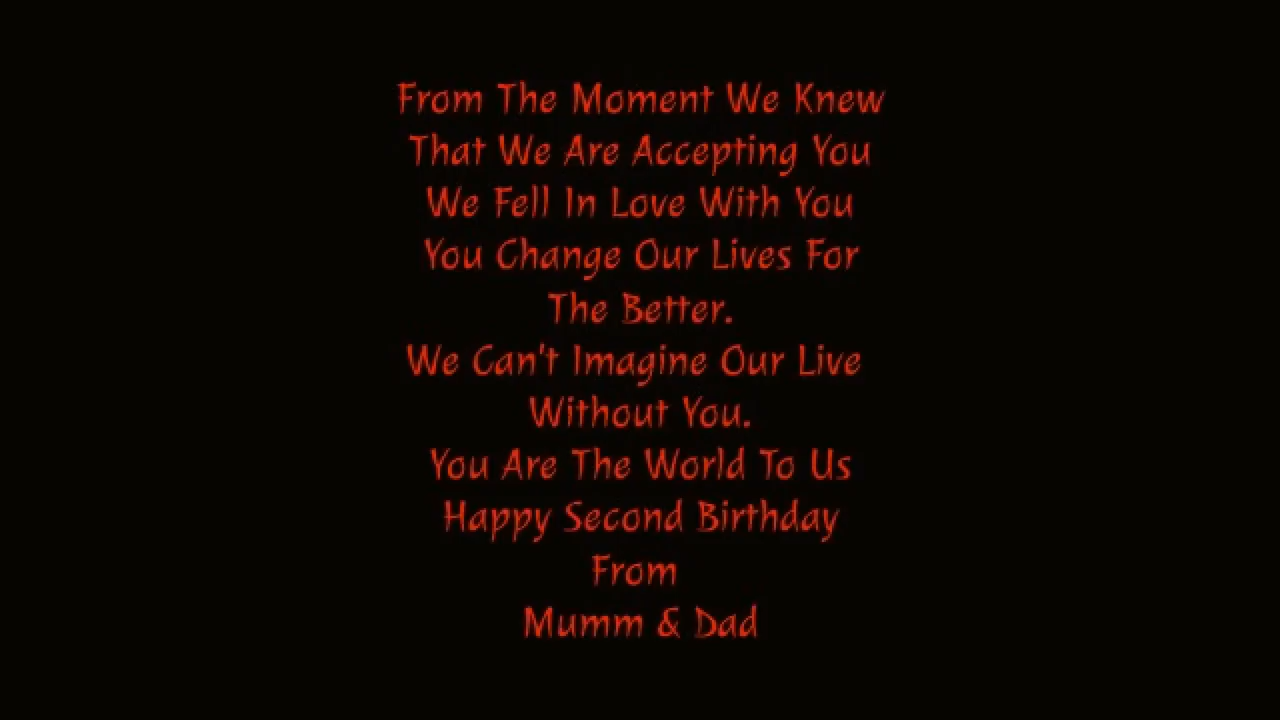 From The Moment We Knew
That We Are Accepting You
We Fell In Love With You
You Change Our Lives For
The Better.
We Can't Imagine Our Live
Without You.
You Are The World To Us
Happy Second Birthday
From
Mumm & Dad